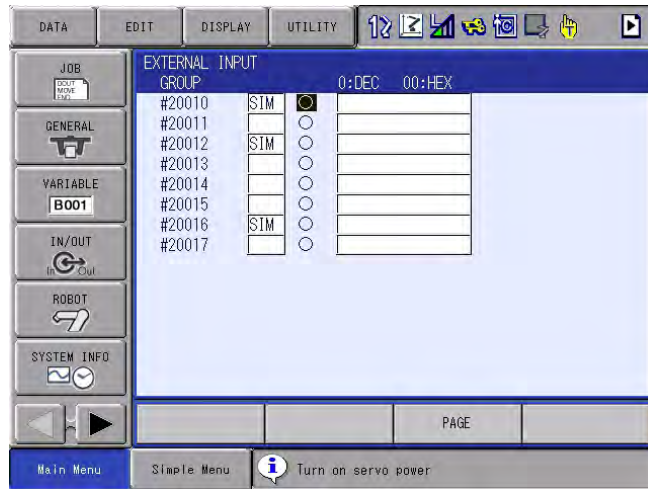 DATA EDIT DISPLAY UTILITY
JOB
DOUT
MOVE
END
GENERAL
VARIABLE
B001
IN/OUT
In Out
ROBOT
SYSTEM INFO
EXTERNAL INPUT
GROUP 0:DEC 00:HEX
#20010 SIM
#20011
#20012 SIM
#20013
#20014
#20015
#20016 SIM
#20017
PAGE
Main Menu Simple Menu Turn on servo power